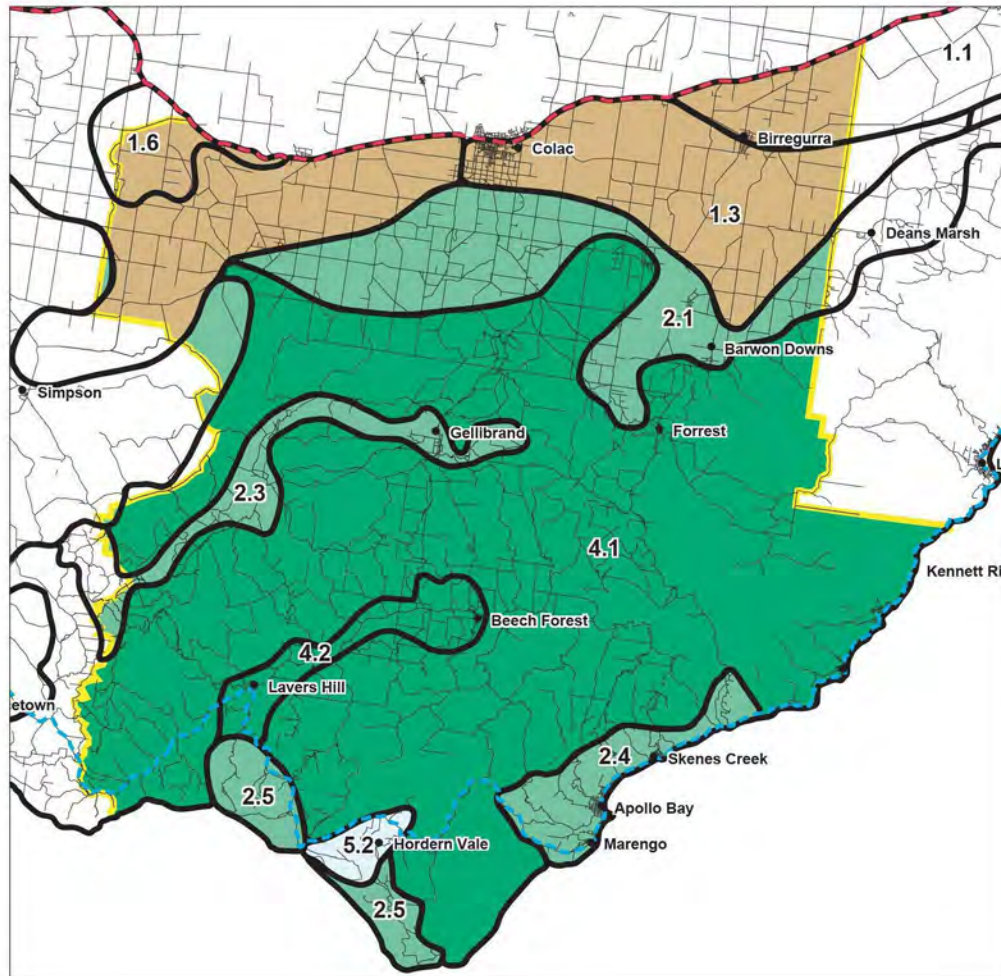 1.1
Birregurra
1.6
Colac
1.3
Deans Marsh
2.1
Barwon Downs
Simpson
Forrest
Gellibrand
L
2.3
4.1
Kennett Ri
Beech Forest
4.2
Lavers Hill
etown
2.4
Skenes Creek
2.5
Apollo Bay
5.2
Hordern Vale
Marengo
2.5